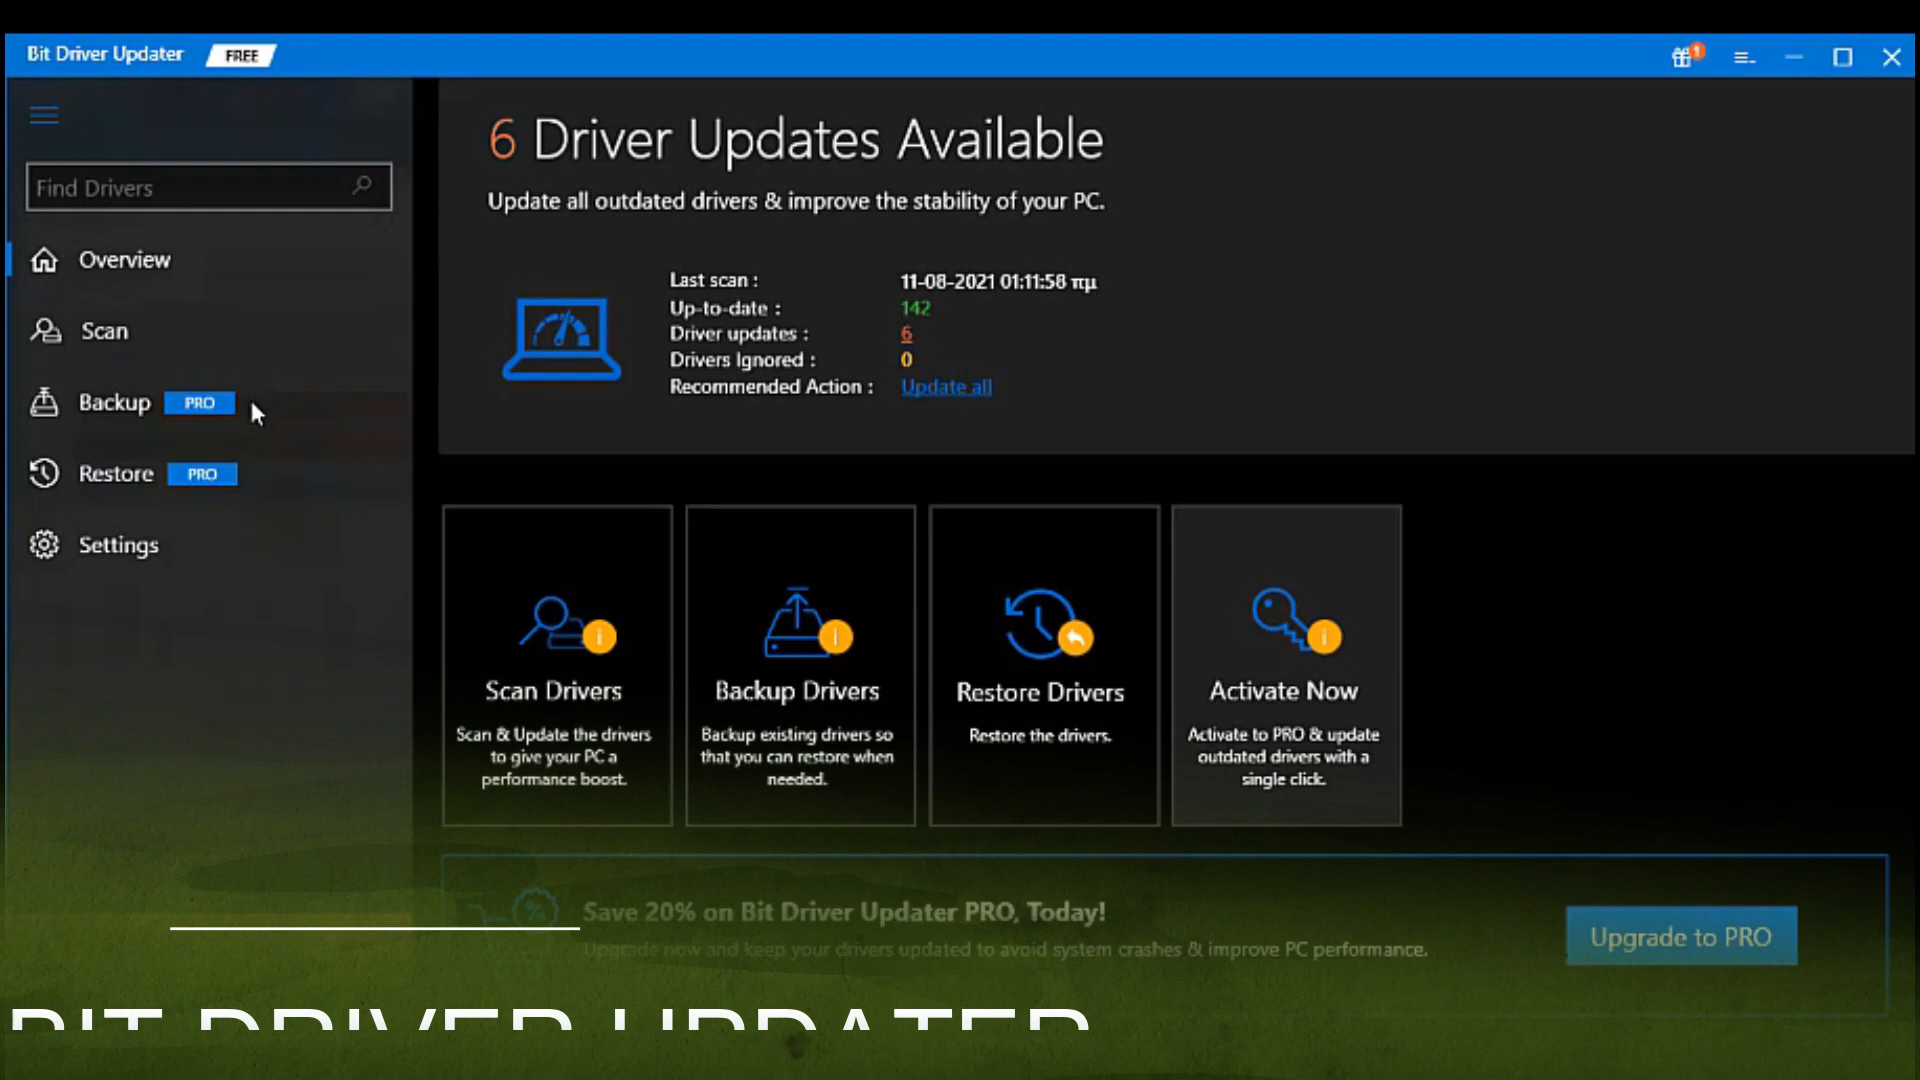 Bit Driver Updater
FREE
1
Find Drivers
Overview
Scan
Backup PRO
Restore PRO
Settings
6 Driver Updates Available
Update all outdated drivers & improve the stability of your PC.
Last scan : 11-08-2021 01:11:58 πμ
Up-to-date : 142
Driver updates : 6
Drivers Ignored : 0
Recommended Action : Update all
Scan Drivers
Scan & Update the drivers
to give your PC a
performance boost.
Backup Drivers
Backup existing drivers so
that you can restore when
needed.
Restore Drivers
Restore the drivers.
Activate Now
Activate to PRO & update
outdated drivers with a
single click.
Save 20% on Bit Driver Updater PRO, Today!
Upgrade now and keep your drivers updated to avoid system crashes & improve PC performance.
Upgrade to PRO
BIT DRIVER UPDATER